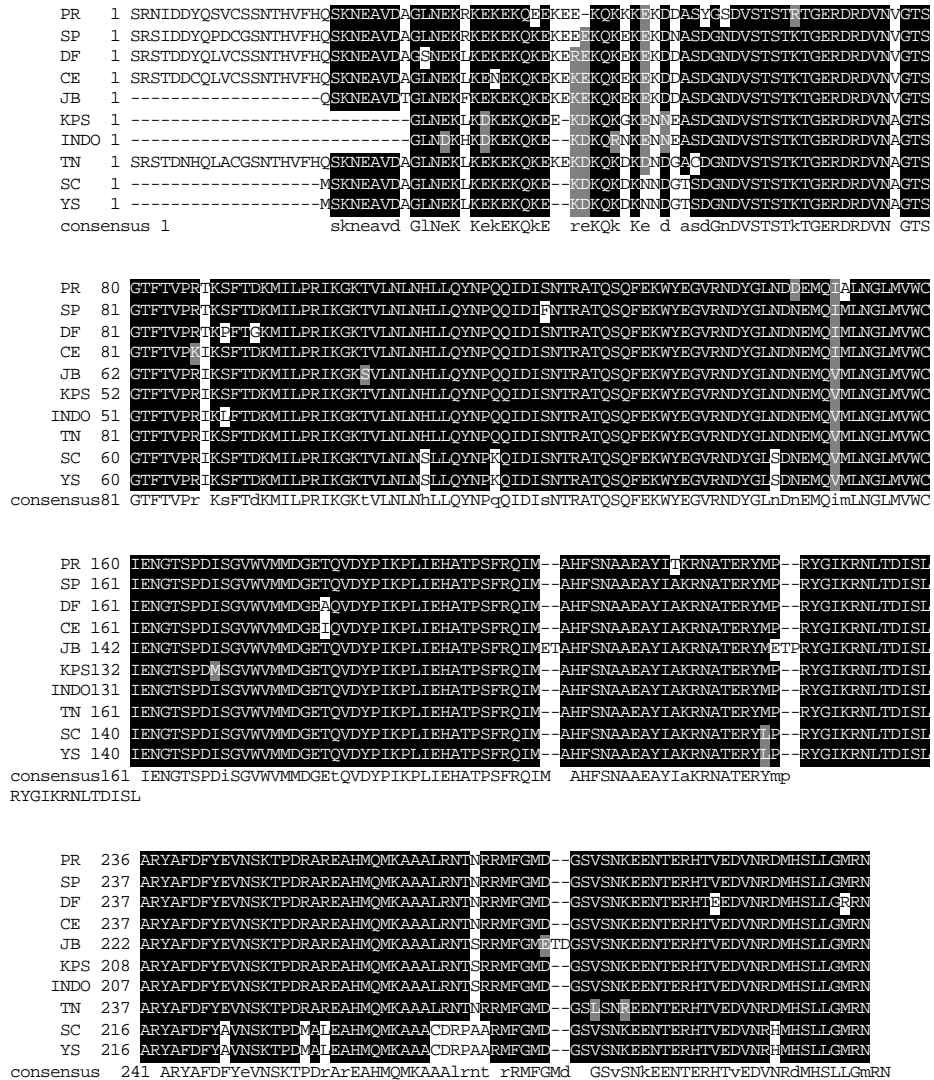 PR 1 SRNIDDYQSVCSSNTHVFHQSKNEAVDAGLNEKRKEKEKQEEKEE-KQKKKEKDDASYGSDVSTSTRTGERDRDVNVGTS
SP 1 SRSIDDYQPDCGSNTHVFHQSKNEAVDAGLNEKRKEKEKQKEKEEEKQKEKEKDNASDGNDVSTSTKTGERDRDVNVGTS
DF 1 SRSTDDYQLVCSSNTHVFHQSKNEAVDAGSNEKLKEKEKQKEKEREKQKEKEKDDASDGNDVSTSTKTGERDRDVNVGTS
CE 1 SRSTDDCQLVCSSNTHVFHQSKNEAVDAGLNEKLKENEKQKEKEKEKQKEKEKDDASDGNDVSTSTKTGERDRDVNVGTS
JB 1 -------------------QSKNEAVDTGLNEKFKEKEKQKEKEKEKQKEKEKDDASDGNDVSTSTKTGERDRDVNVGTS
KPS 1 ----------------------------GLNEKLKDKEKQKEE-KDKQKGKENNEASDGNDVSTSTKTGERDRDVNAGTS
INDO 1 ----------------------------GLNDKHKDKEKQKE--KDKQRNKENNEASDGNDVSTSTKTGERDRDVNAGTS
TN 1 SRSTDNHQLACGSNTHVFHQSKNEAVDAGLNEKLKEKEKQKEKEKDKQKDKDNDGACDGNDVSTSTKTGERDRDVNAGTS
SC 1 -------------------MSKNEAVDAGLNEKLKEKEKQKE--KDKQKDKNNDGTSDGNDVSTSTKTGERDRDVNAGTS
YS 1 -------------------MSKNEAVDAGLNEKLKEKEKQKE--KDKQKDKNNDGTSDGNDVSTSTKTGERDRDVNAGTS
consensus 1 skneavd GlNeK KekEKQkE reKQk Ke d asdGnDVSTSTkTGERDRDVN GTS
PR 80 GTFTVPRTKSFTDKMILPRIKGKTVLNLNHLLQYNPQQIDISNTRATQSQFEKWYEGVRNDYGLNDDEMQIALNGLMVWC
SP 81 GTFTVPRTKSFTDKMILPRIKGKTVLNLNHLLQYNPQQIDIFNTRATQSQFEKWYEGVRNDYGLNDNEMQIMLNGLMVWC
DF 81 GTFTVPRTKPFTGKMILPRIKGKTVLNLNHLLQYNPQQIDISNTRATQSQFEKWYEGVRNDYGLNDNEMQIMLNGLMVWC
CE 81 GTFTVPKIKSFTDKMILPRIKGKTVLNLNHLLQYNPQQIDISNTRATQSQFEKWYEGVRNDYGLNDNEMQIMLNGLMVWC
JB 62 GTFTVPRIKSFTDKMILPRIKGKSVLNLNHLLQYNPQQIDISNTRATQSQFEKWYEGVRNDYGLNDNEMQVMLNGLMVWC
KPS 52 GTFTVPRIKSFTDKMILPRIKGKTVLNLNHLLQYNPQQIDISNTRATQSQFEKWYEGVRNDYGLNDNEMQVMLNGLMVWC
INDO 51 GTFTVPRIKLFTDKMILPRIKGKTVLNLNHLLQYNPQQIDISNTRATQSQFEKWYEGVRNDYGLNDNEMQVMLNGLMVWC
TN 81 GTFTVPRIKSFTDKMILPRIKGKTVLNLNHLLQYNPQQIDISNTRATQSQFEKWYEGVRNDYGLNDNEMQVMLNGLMVWC
SC 60 GTFTVPRIKSFTDKMILPRIKGKTVLNLNSLLQYNPKQIDISNTRATQSQFEKWYEGVRNDYGLSDNEMQVMLNGLMVWC
YS 60 GTFTVPRIKSFTDKMILPRIKGKTVLNLNSLLQYNPKQIDISNTRATQSQFEKWYEGVRNDYGLSDNEMQVMLNGLMVWC
consensus81 GTFTVPr KsFTdKMILPRIKGKtVLNLNhLLQYNPqQIDIsNTRATQSQFEKWYEGVRNDYGLnDnEMQimLNGLMVWC
PR 160 IENGTSPDISGVWVMMDGETQVDYPIKPLIEHATPSFRQIM--AHFSNAAEAYITKRNATERYMP--RYGIKRNLTDISL
SP 161 IENGTSPDISGVWVMMDGETQVDYPIKPLIEHATPSFRQIM--AHFSNAAEAYIAKRNATERYMP--RYGIKRNLTDISL
DF 161 IENGTSPDISGVWVMMDGEAQVDYPIKPLIEHATPSFRQIM--AHFSNAAEAYIAKRNATERYMP--RYGIKRNLTDISL
CE 161 IENGTSPDISGVWVMMDGEIQVDYPIKPLIEHATPSFRQIM--AHFSNAAEAYIAKRNATERYMP--RYGIKRNLTDISL
JB 142 IENGTSPDISGVWVMMDGETQVDYPIKPLIEHATPSFRQIMETAHFSNAAEAYIAKRNATERYMETPRYGIKRNLTDISL
KPS132 IENGTSPDMSGVWVMMDGETQVDYPIKPLIEHATPSFRQIM--AHFSNAAEAYIAKRNATERYMP--RYGIKRNLTDISL
INDO131 IENGTSPDISGVWVMMDGETQVDYPIKPLIEHATPSFRQIM--AHFSNAAEAYIAKRNATERYMP--RYGIKRNLTDISL
TN 161 IENGTSPDISGVWVMMDGETQVDYPIKPLIEHATPSFRQIM--AHFSNAAEAYIAKRNATERYMP--RYGIKRNLTDISL
SC 140 IENGTSPDISGVWVMMDGETQVDYPIKPLIEHATPSFRQIM--AHFSNAAEAYIAKRNATERYLP--RYGIKRNLTDISL
YS 140 IENGTSPDISGVWVMMDGETQVDYPIKPLIEHATPSFRQIM--AHFSNAAEAYIAKRNATERYLP--RYGIKRNLTDISL
consensus161 IENGTSPDiSGVWVMMDGEtQVDYPIKPLIEHATPSFRQIM AHFSNAAEAYIaKRNATERYmp
RYGIKRNLTDISL
PR 236 ARYAFDFYEVNSKTPDRAREAHMQMKAAALRNTNRRMFGMD--GSVSNKEENTERHTVEDVNRDMHSLLGMRN
SP 237 ARYAFDFYEVNSKTPDRAREAHMQMKAAALRNTNRRMFGMD--GSVSNKEENTERHTVEDVNRDMHSLLGMRN
DF 237 ARYAFDFYEVNSKTPDRAREAHMQMKAAALRNTNRRMFGMD--GSVSNKEENTERHTEEDVNRDMHSLLGRRN
CE 237 ARYAFDFYEVNSKTPDRAREAHMQMKAAALRNTNRRMFGMD--GSVSNKEENTERHTVEDVNRDMHSLLGMRN
JB 222 ARYAFDFYEVNSKTPDRAREAHMQMKAAALRNTSRRMFGMETDGSVSNKEENTERHTVEDVNRDMHSLLGMRN
KPS 208 ARYAFDFYEVNSKTPDRAREAHMQMKAAALRNTSRRMFGMD--GSVSNKEENTERHTVEDVNRDMHSLLGMRN
INDO 207 ARYAFDFYEVNSKTPDRAREAHMQMKAAALRNTSRRMFGMD--GSVSNKEENTERHTVEDVNRDMHSLLGMRN
TN 237 ARYAFDFYEVNSKTPDRAREAHMQMKAAALRNTNRRMFGMD--GSLSNREENTERHTVEDVNRDMHSLLGMRN
SC 216 ARYAFDFYAVNSKTPDMALEAHMQMKAAACDRPAARMFGMD--GSVSNKEENTERHTVEDVNRHMHSLLGMRN
YS 216 ARYAFDFYAVNSKTPDMALEAHMQMKAAACDRPAARMFGMD--GSVSNKEENTERHTVEDVNRHMHSLLGMRN
consensus 241 ARYAFDFYeVNSKTPDrArEAHMQMKAAAlrnt rRMFGMd GSvSNkEENTERHTvEDVNRdMHSLLGmRN